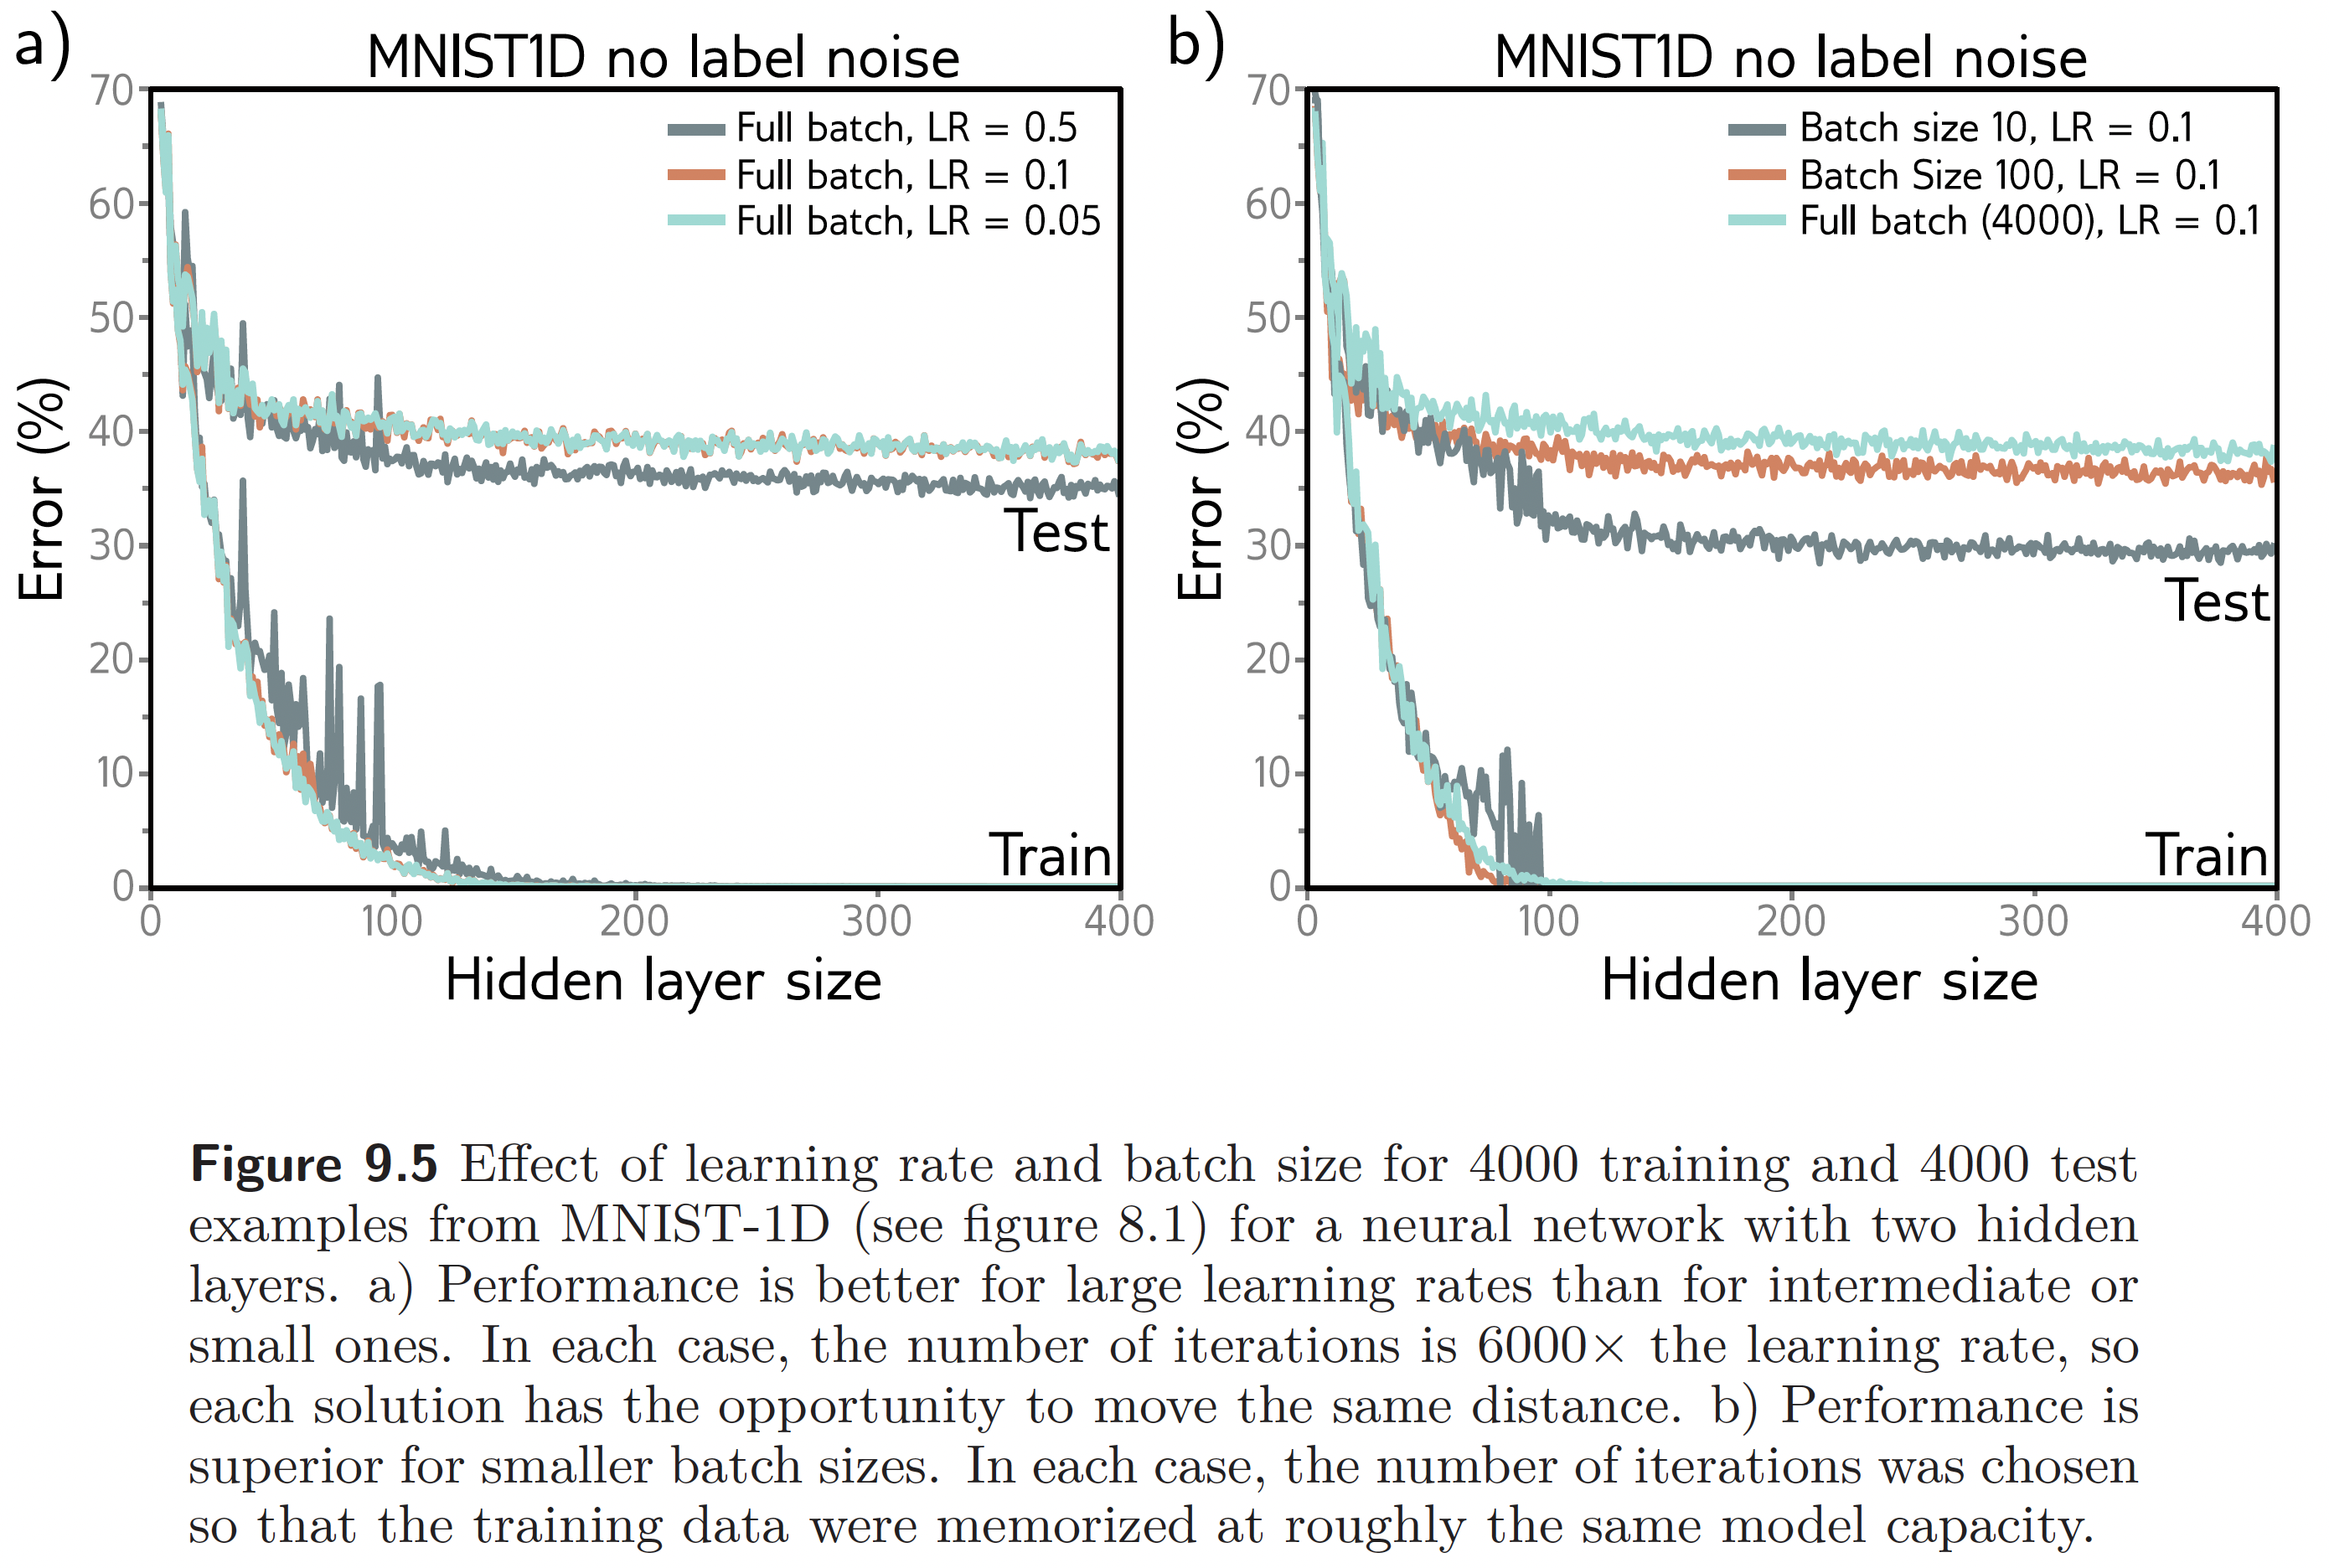 a)
MNIST1D no label noise
70
60
50
40
30
20
10
0
Error (%)
Full batch, LR = 0.5
Full batch, LR = 0.1
Full batch, LR = 0.05
Test
Train
0 100 200 300 400
Hidden layer size
b)
MNIST1D no label noise
70
60
50
40
30
20
10
0
Error (%)
Batch size 10, LR = 0.1
Batch Size 100, LR = 0.1
Full batch (4000), LR = 0.1
Test
Train
0 100 200 300 400
Hidden layer size
Figure 9.5 Effect of learning rate and batch size for 4000 training and 4000 test
examples from MNIST-1D (see figure 8.1) for a neural network with two hidden
layers. a) Performance is better for large learning rates than for intermediate or
small ones. In each case, the number of iterations is 6000× the learning rate, so
each solution has the opportunity to move the same distance. b) Performance is
superior for smaller batch sizes. In each case, the number of iterations was chosen
so that the training data were memorized at roughly the same model capacity.